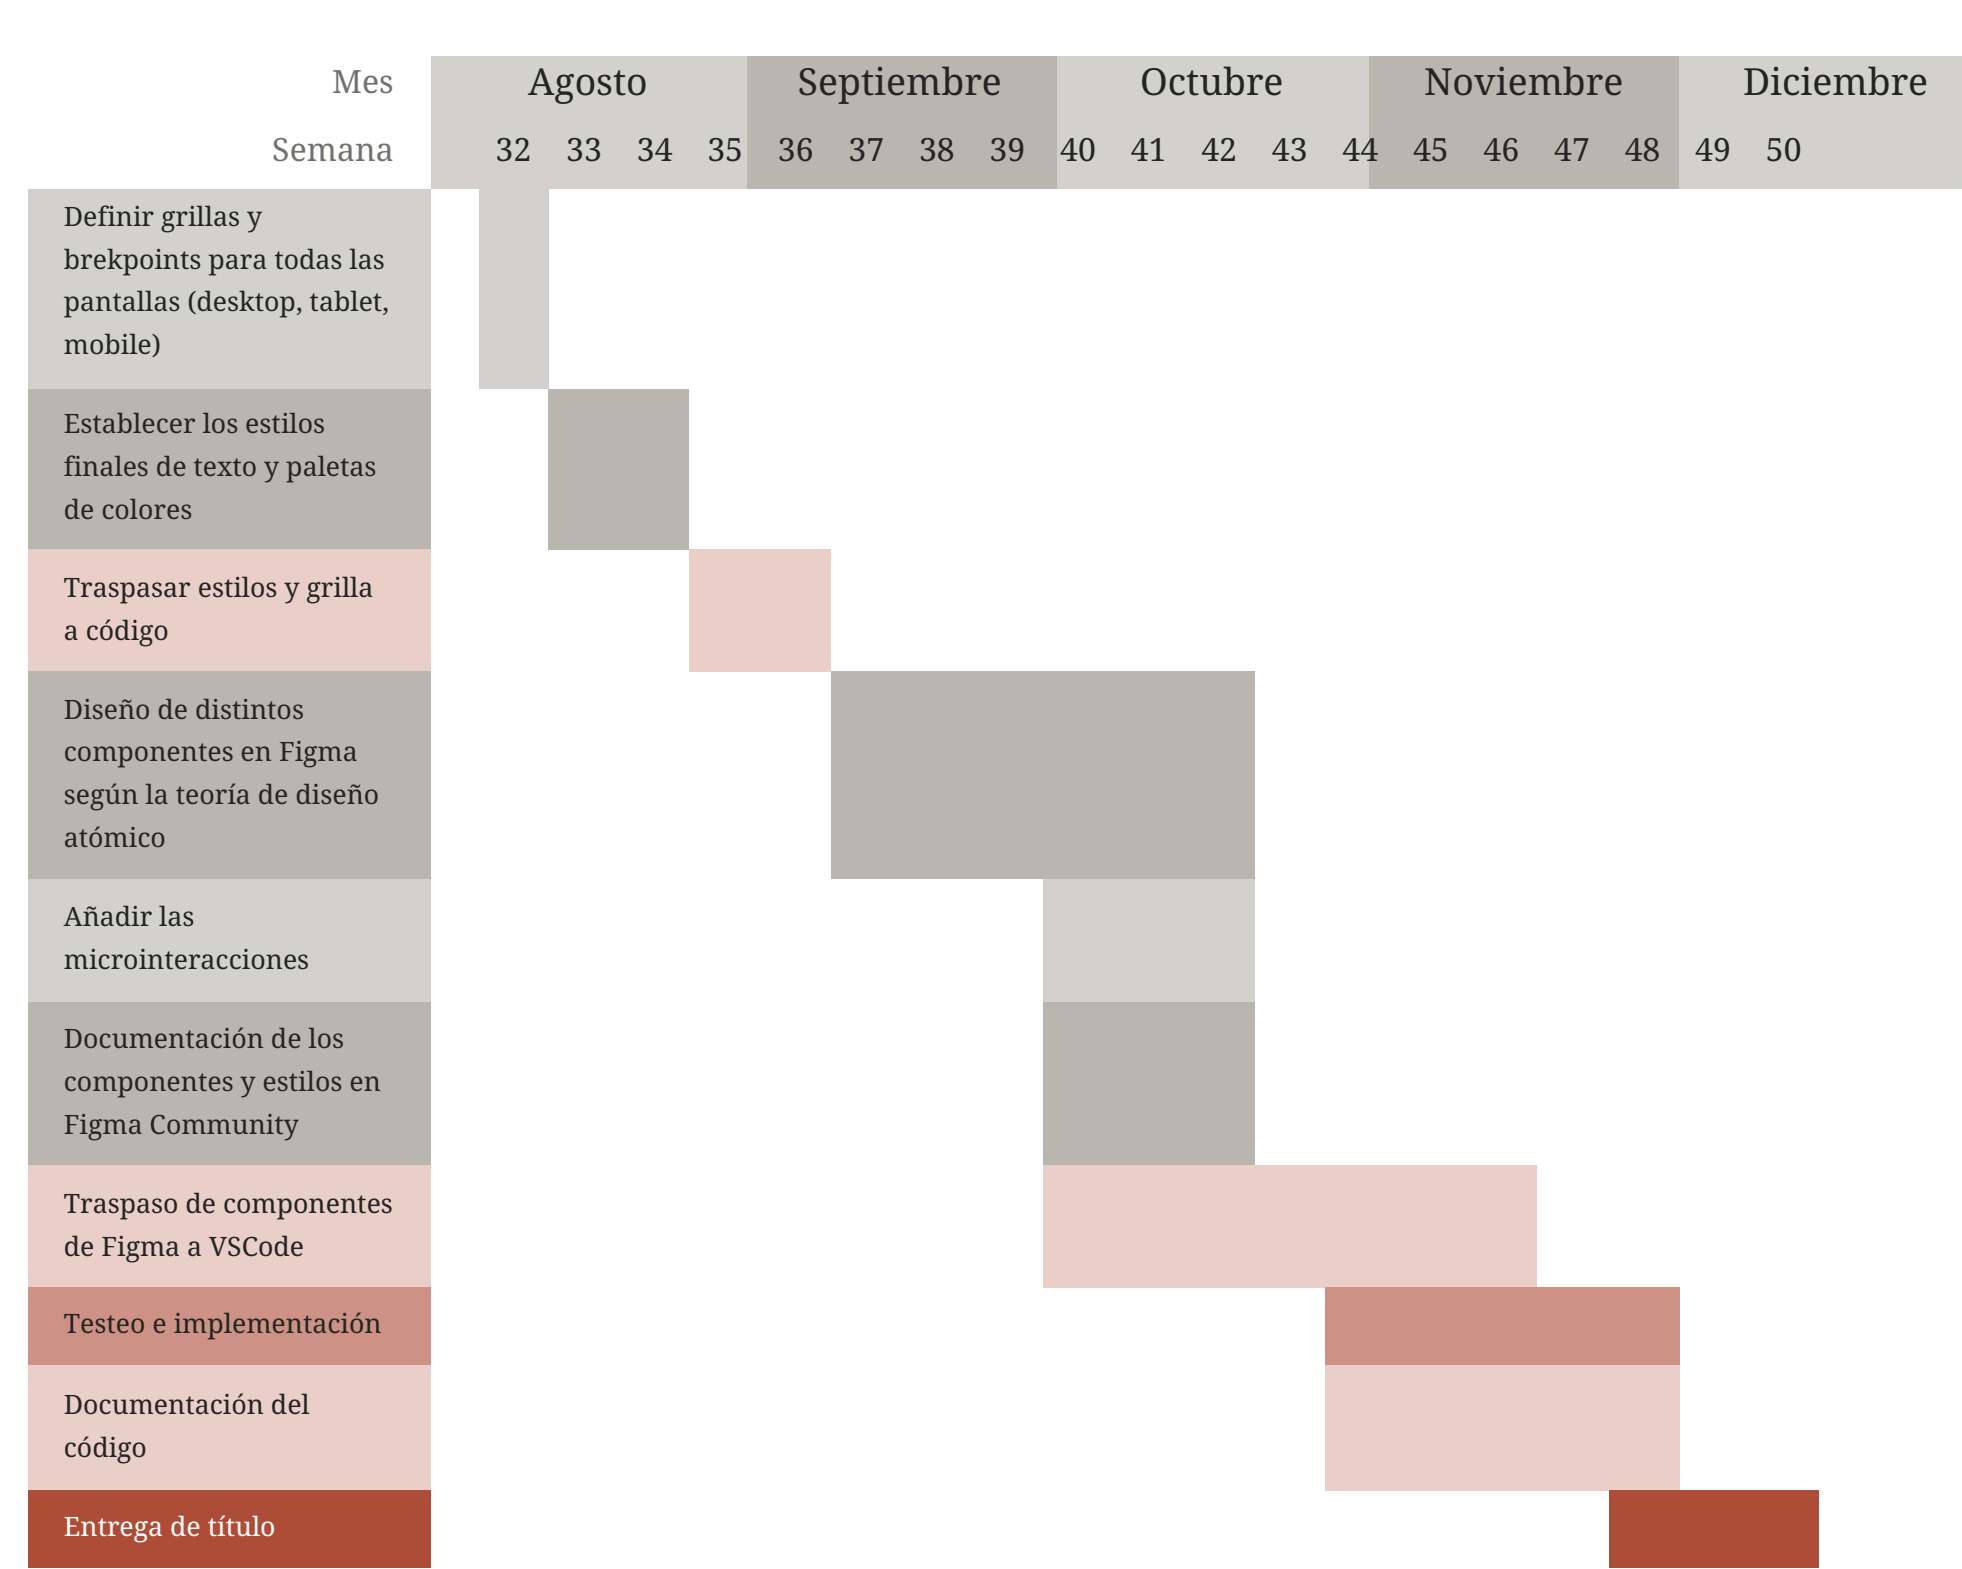 Mes Agosto Septiembre Octubre Noviembre Diciembre
Semana 32 33 34 35 36 37 38 39 40 41 42 43 44 45 46 47 48 49 50
Definir grillas y
brekpoints para todas las
pantallas (desktop, tablet,
mobile)
Establecer los estilos
finales de texto y paletas
de colores
Traspasar estilos y grilla
a código
Diseño de distintos
componentes en Figma
según la teoría de diseño
atómico
Añadir las
microinteracciones
Documentación de los
componentes y estilos en
Figma Community
Traspaso de componentes
de Figma a VSCode
Testeo e implementación
Documentación del
código
Entrega de título